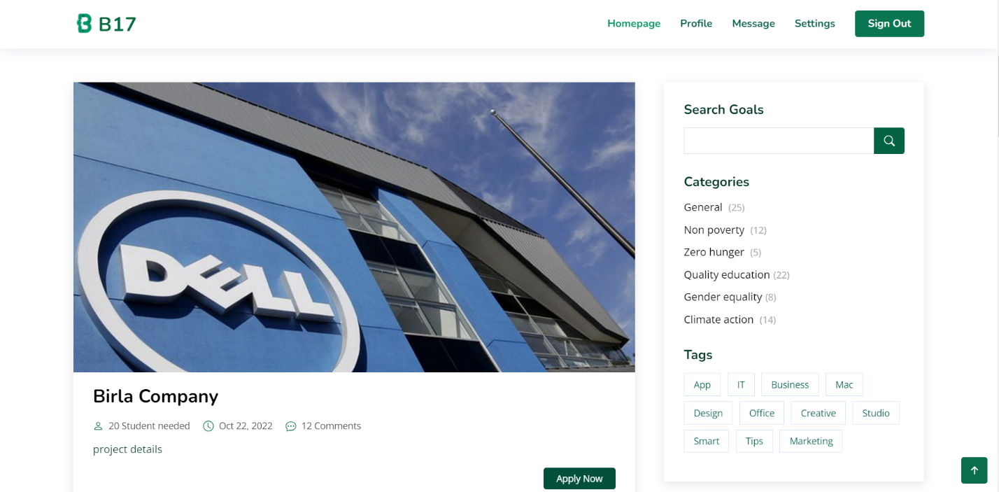 B17
Homepage Profile Message Settings Sign Out
DELL
Birla Company
20 Student needed Oct 22, 2022 12 Comments
project details
Apply Now
Search Goals
Categories
General (25)
Non poverty (12)
Zero hunger (5)
Quality education (22)
Gender equality (8)
Climate action (14)
Tags
App IT Business Mac
Design Office Creative Studio
Smart Tips Marketing